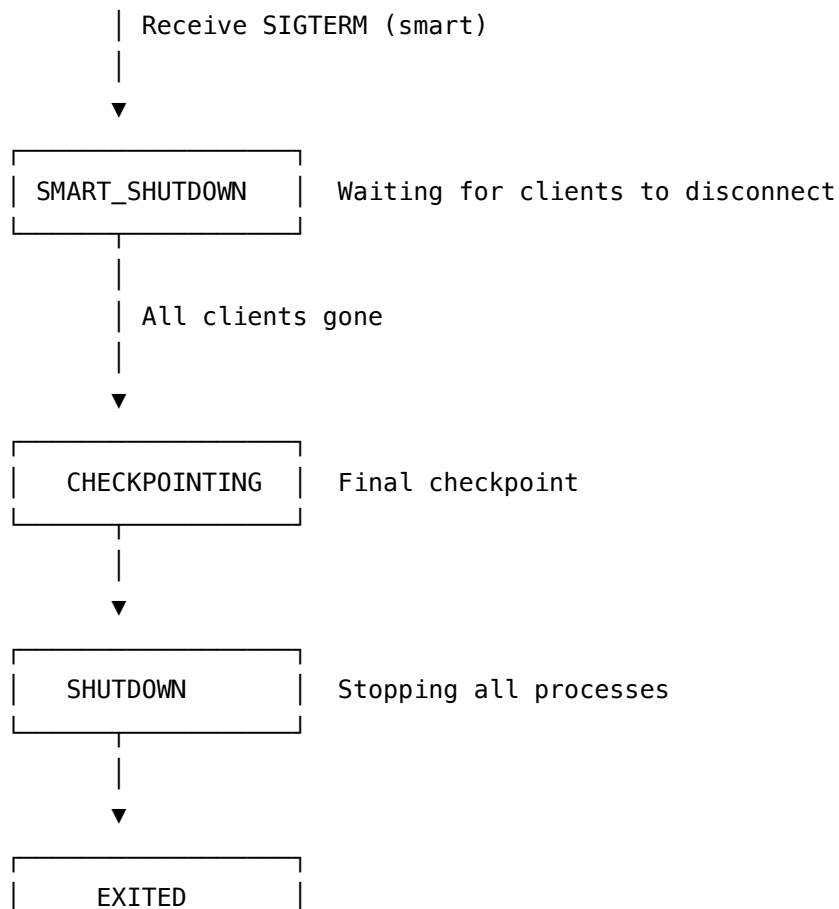 Receive SIGTERM (smart)
SMART_SHUTDOWN Waiting for clients to disconnect
All clients gone
CHECKPOINTING Final checkpoint
SHUTDOWN Stopping all processes
EXITED